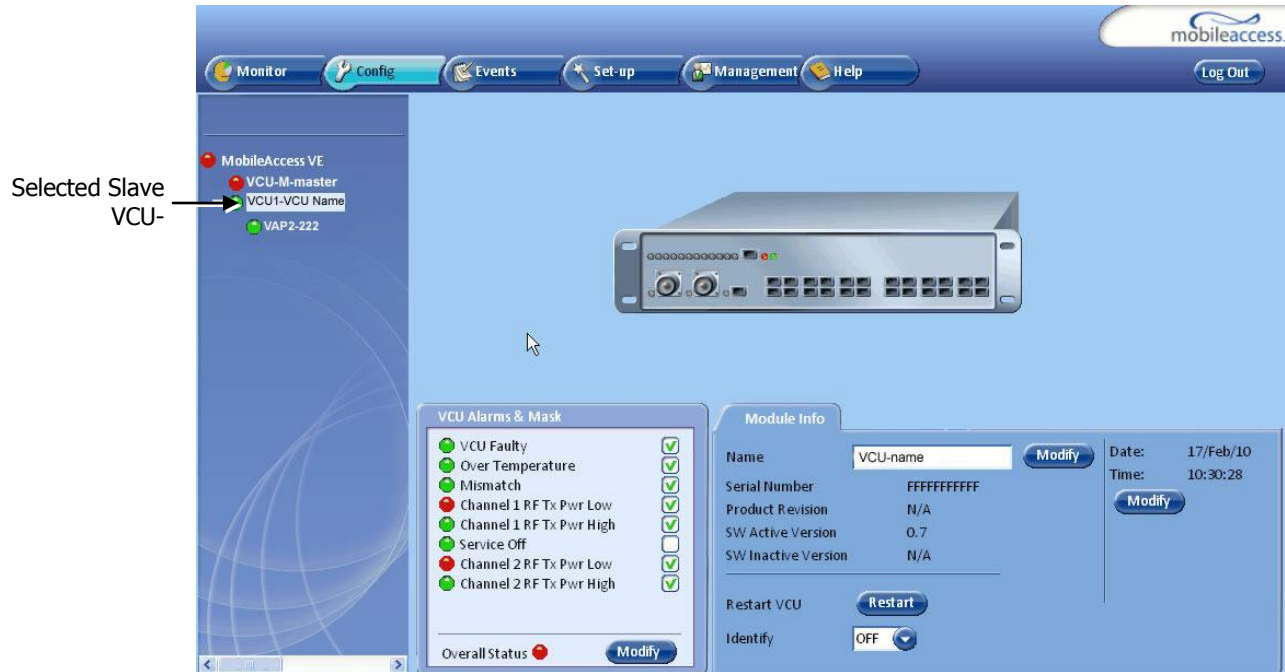 mobileaccess.
Monitor
Config
Events
Set-up
Management
Help
Log Out
MobileAccess VE
VCU-M-master
VCU1-VCU Name
VAP2-222
Selected Slave
VCU-
VCU Alarms & Mask
VCU Faulty
Over Temperature
Mismatch
Channel 1 RF Tx Pwr Low
Channel 1 RF Tx Pwr High
Service Off
Channel 2 RF Tx Pwr Low
Channel 2 RF Tx Pwr High
Overall Status
Modify
Module Info
Name VCU-name Modify
Serial Number FFFFFFFFFFF
Product Revision N/A
SW Active Version 0.7
SW Inactive Version N/A
Restart VCU Restart
Identify OFF
Date: 17/Feb/10
Time: 10:30:28
Modify